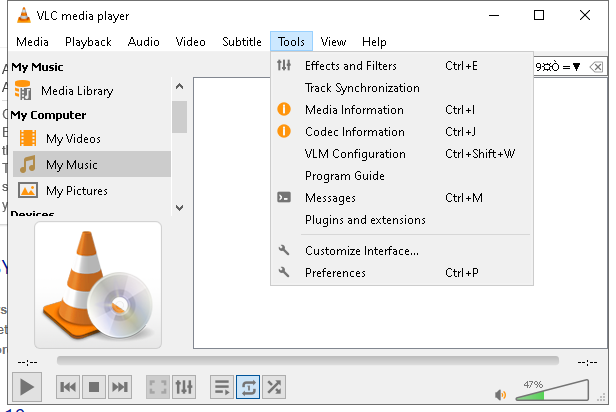 VLC media player
Media Playback Audio Video Subtitle Tools View Help
My Music
Media Library
My Computer
My Videos
My Music
My Pictures
Devices
Effects and Filters Ctrl+E
Track Synchronization
Media Information Ctrl+I
Codec Information Ctrl+J
VLM Configuration Ctrl+Shift+W
Program Guide
Messages Ctrl+M
Plugins and extensions
Customize Interface...
Preferences Ctrl+P
--:-- --:--
47%